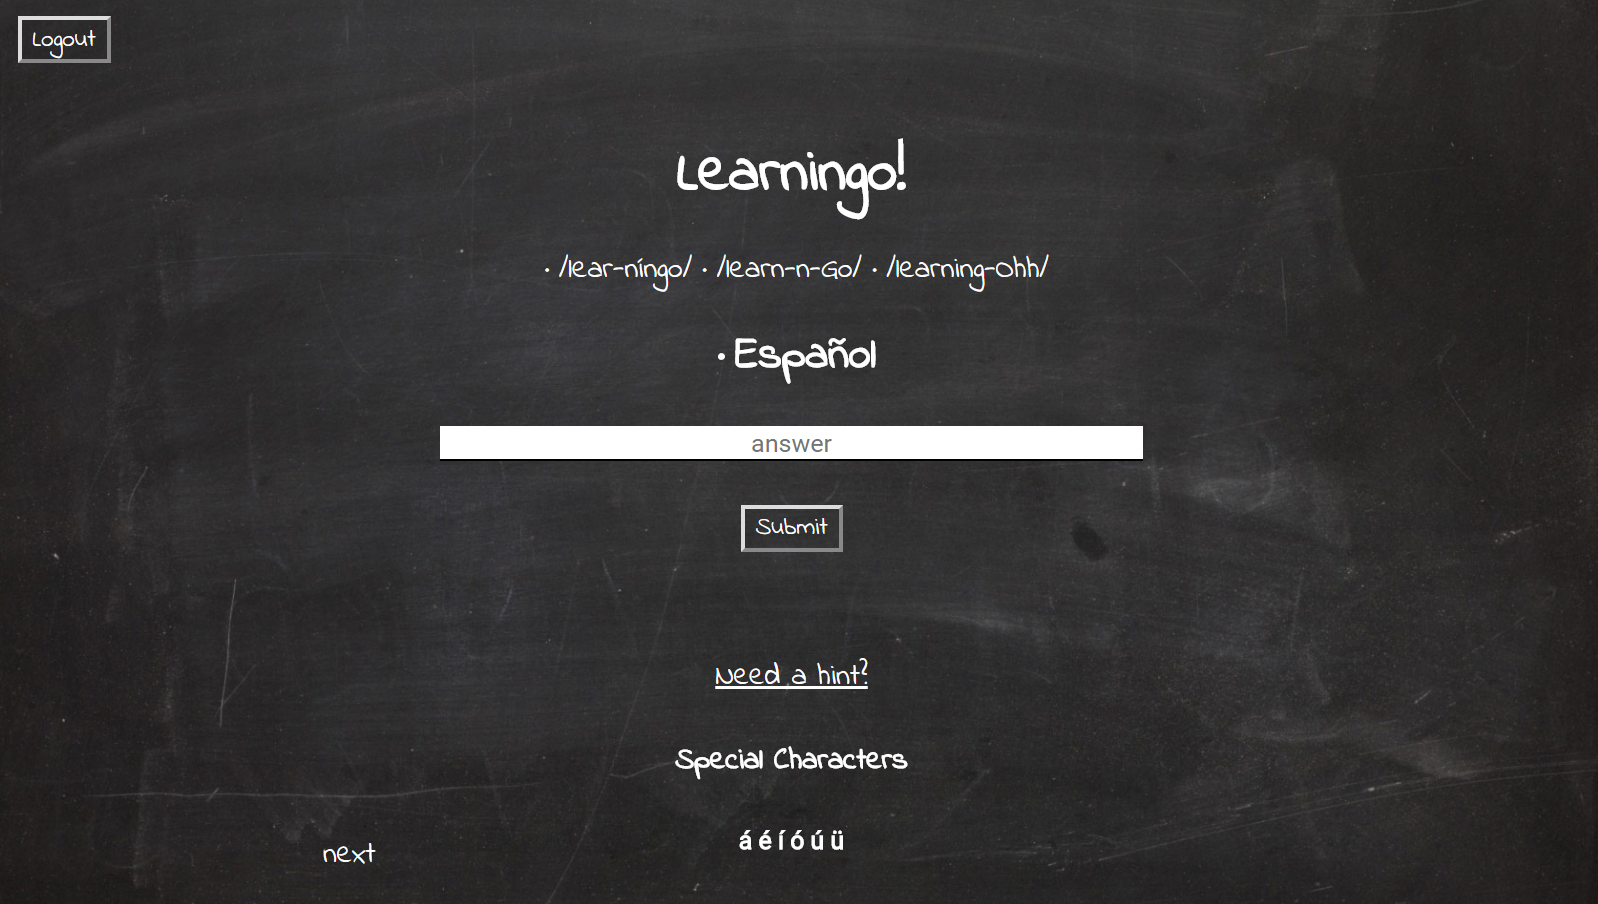 Logout
Learningo!
• /lear-níngo/ • /learn-n-Go/ • /learning-Ohh/
• Español
answer
Submit
Need a hint?
Special Characters
á é í ó ú ü
next